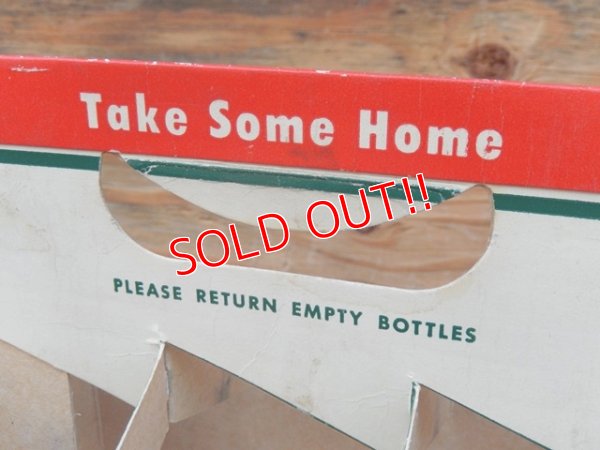 Take Some Home
SOLD OUT!!
PLEASE RETURN EMPTY BOTTLES